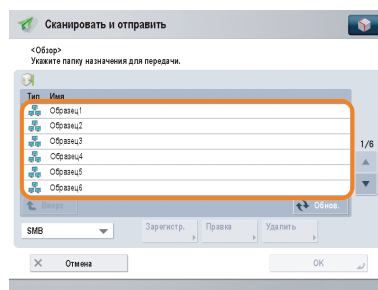 Сканировать и отправить
<Обзор>
Укажите папку назначения для передачи.
Тип Имя
Образец1
Образец2
Образец3
Образец4
Образец5
Образец6
1/6
Вверх
Обнов.
SMB
Зарегистр. Правка Удалить
Отмена
OK